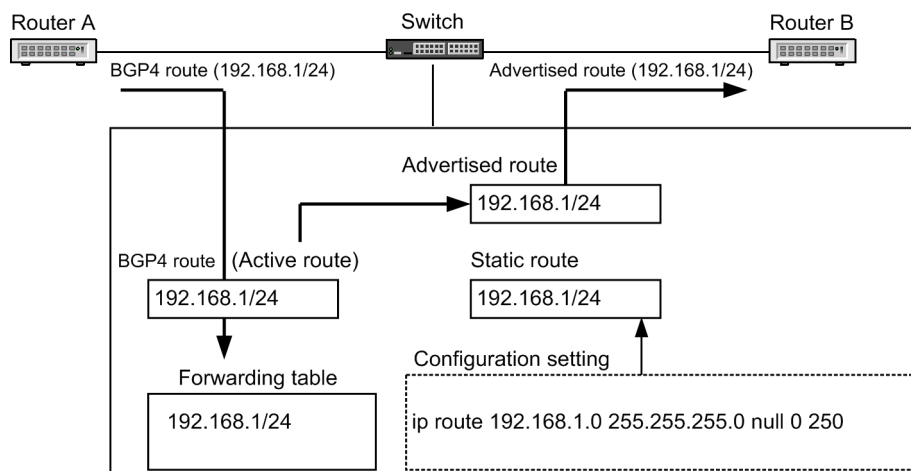 Router A
Switch
Router B
BGP4 route (192.168.1/24)
Advertised route (192.168.1/24)
Advertised route
192.168.1/24
BGP4 route (Active route)
192.168.1/24
Static route
192.168.1/24
Forwarding table
192.168.1/24
Configuration setting
ip route 192.168.1.0 255.255.255.0 null 0 250